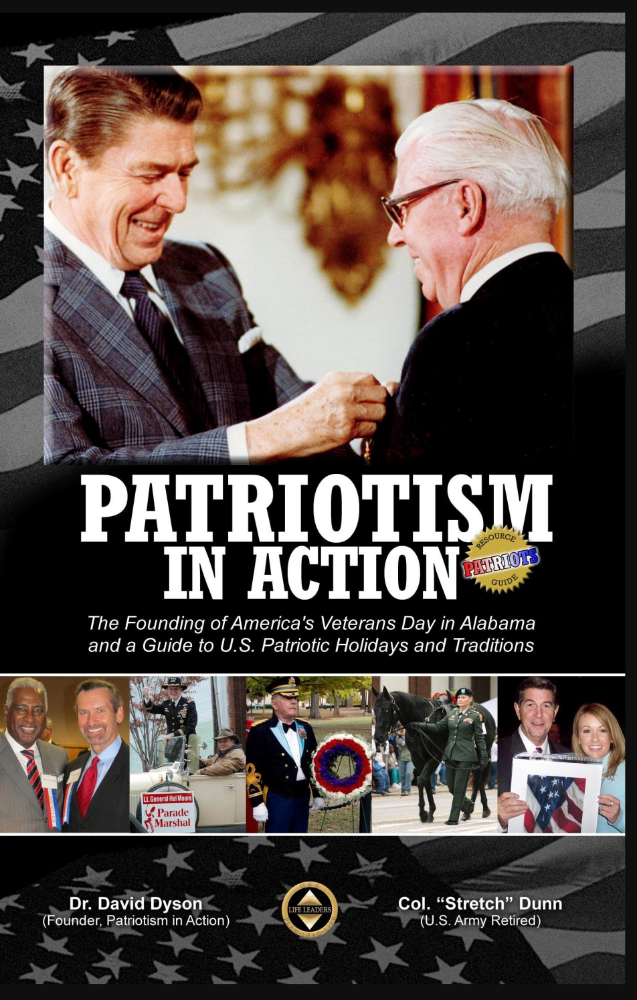 PATRIOTISM
IN ACTION
RESOURCE
PATRIOTS
GUIDE
The Founding of America's Veterans Day in Alabama
and a Guide to U.S. Patriotic Holidays and Traditions
Lt. General Hal Moore
Parade
Marshal
Dr. David Dyson
(Founder, Patriotism in Action)
USA
LIFE LEADERS
Col. “Stretch” Dunn
(U.S. Army Retired)